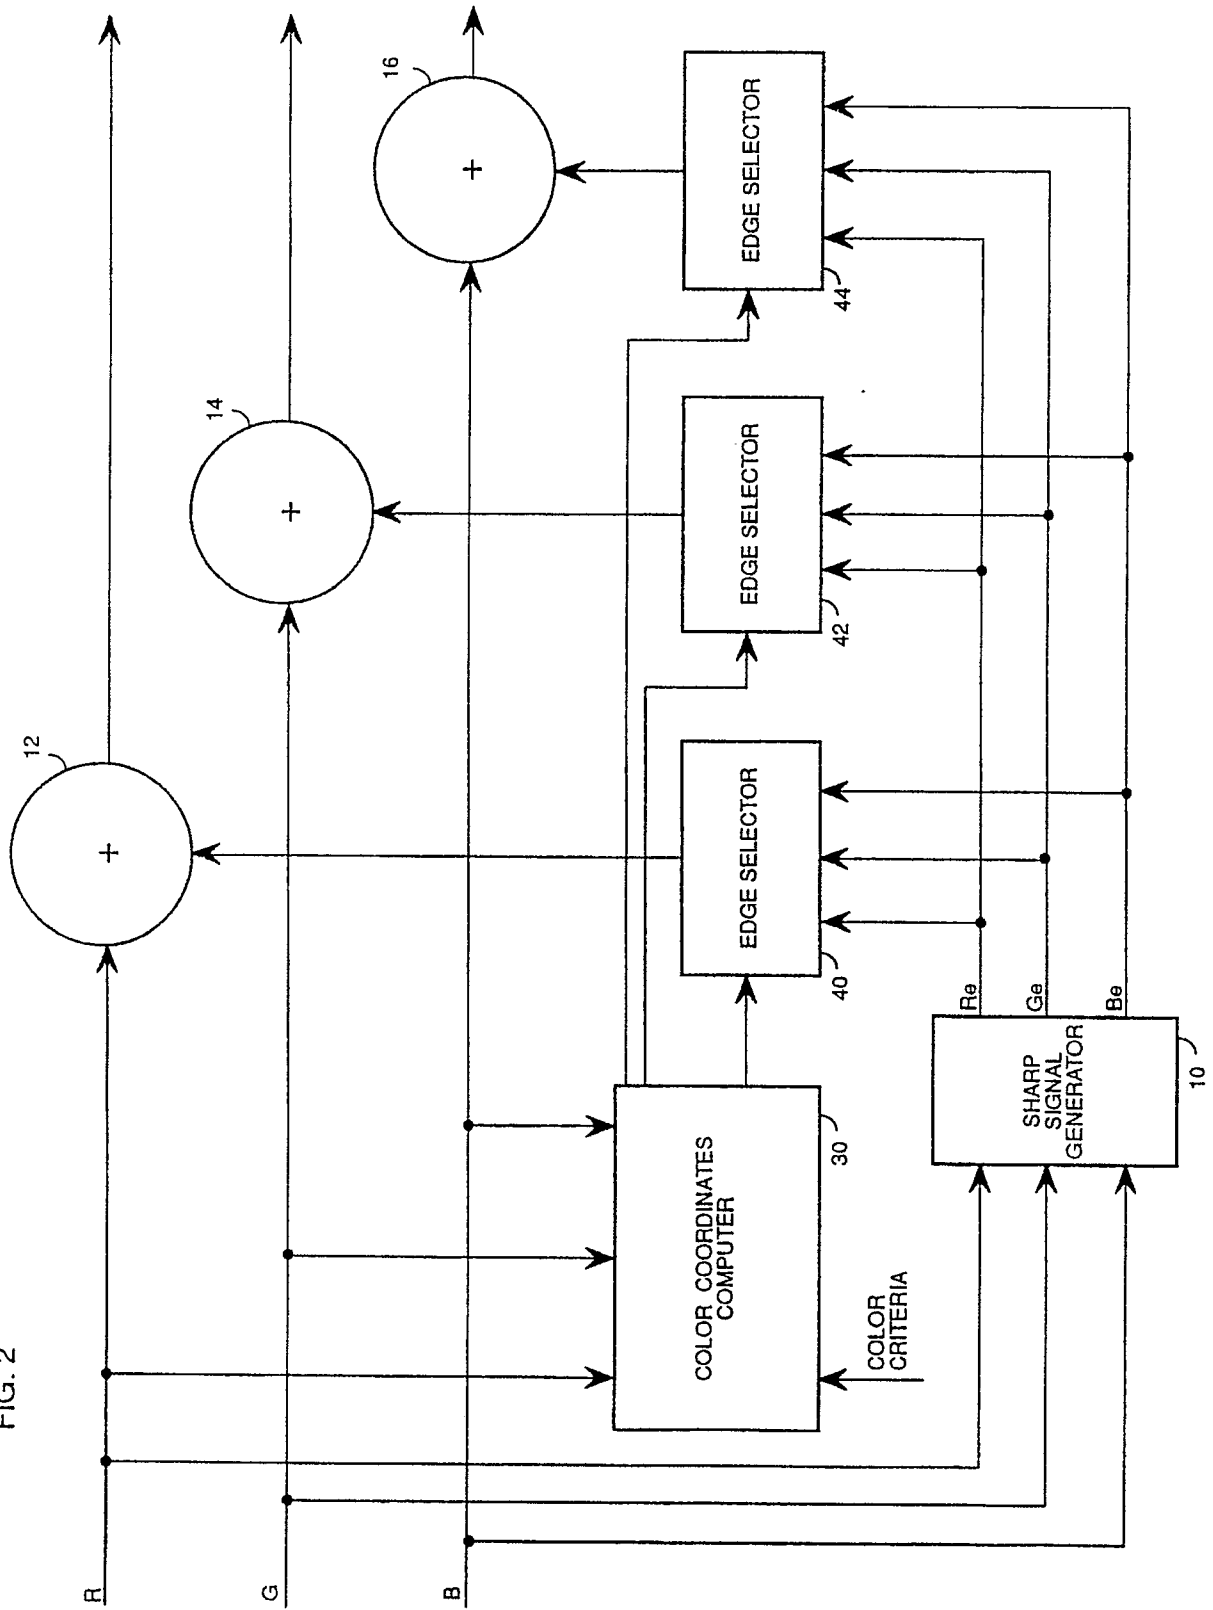 FIG. 2
R
G
B
12
14
16
COLOR COORDINATES
COMPUTER
30
COLOR
CRITERIA
EDGE SELECTOR
40
EDGE SELECTOR
42
EDGE SELECTOR
44
SHARP
SIGNAL
GENERATOR
10
Re
Ge
Be
+
+
+